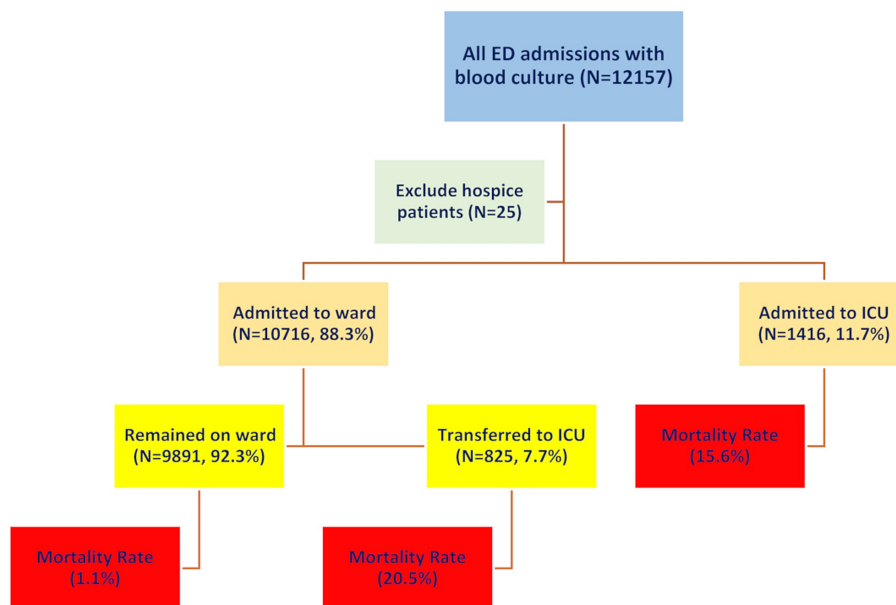 All ED admissions with
blood culture (N=12157)
Exclude hospice
patients (N=25)
Admitted to ward
(N=10716, 88.3%)
Admitted to ICU
(N=1416, 11.7%)
Remained on ward
(N=9891, 92.3%)
Transferred to ICU
(N=825, 7.7%)
Mortality Rate
(15.6%)
Mortality Rate
(1.1%)
Mortality Rate
(20.5%)